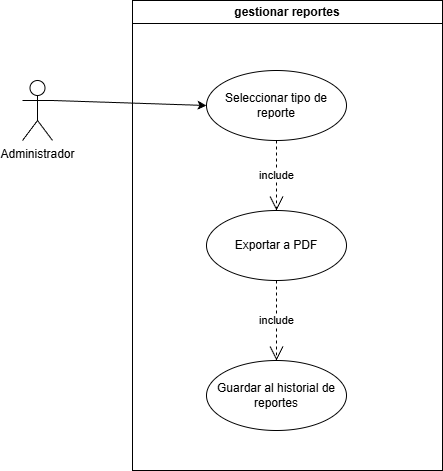 gestionar reportes
Seleccionar tipo de
reporte
Administrador
include
Exportar a PDF
include
Guardar al historial de
reportes